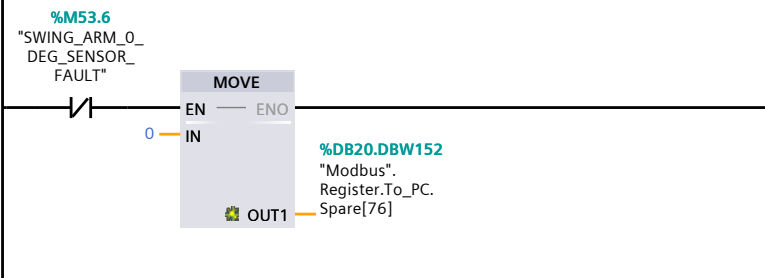 %M53.6
"SWING_ARM_0_
DEG_SENSOR_
FAULT"
MOVE
EN
ENO
0
IN
%DB20.DBW152
"Modbus".
Register.To_PC.
Spare[76]
OUT1